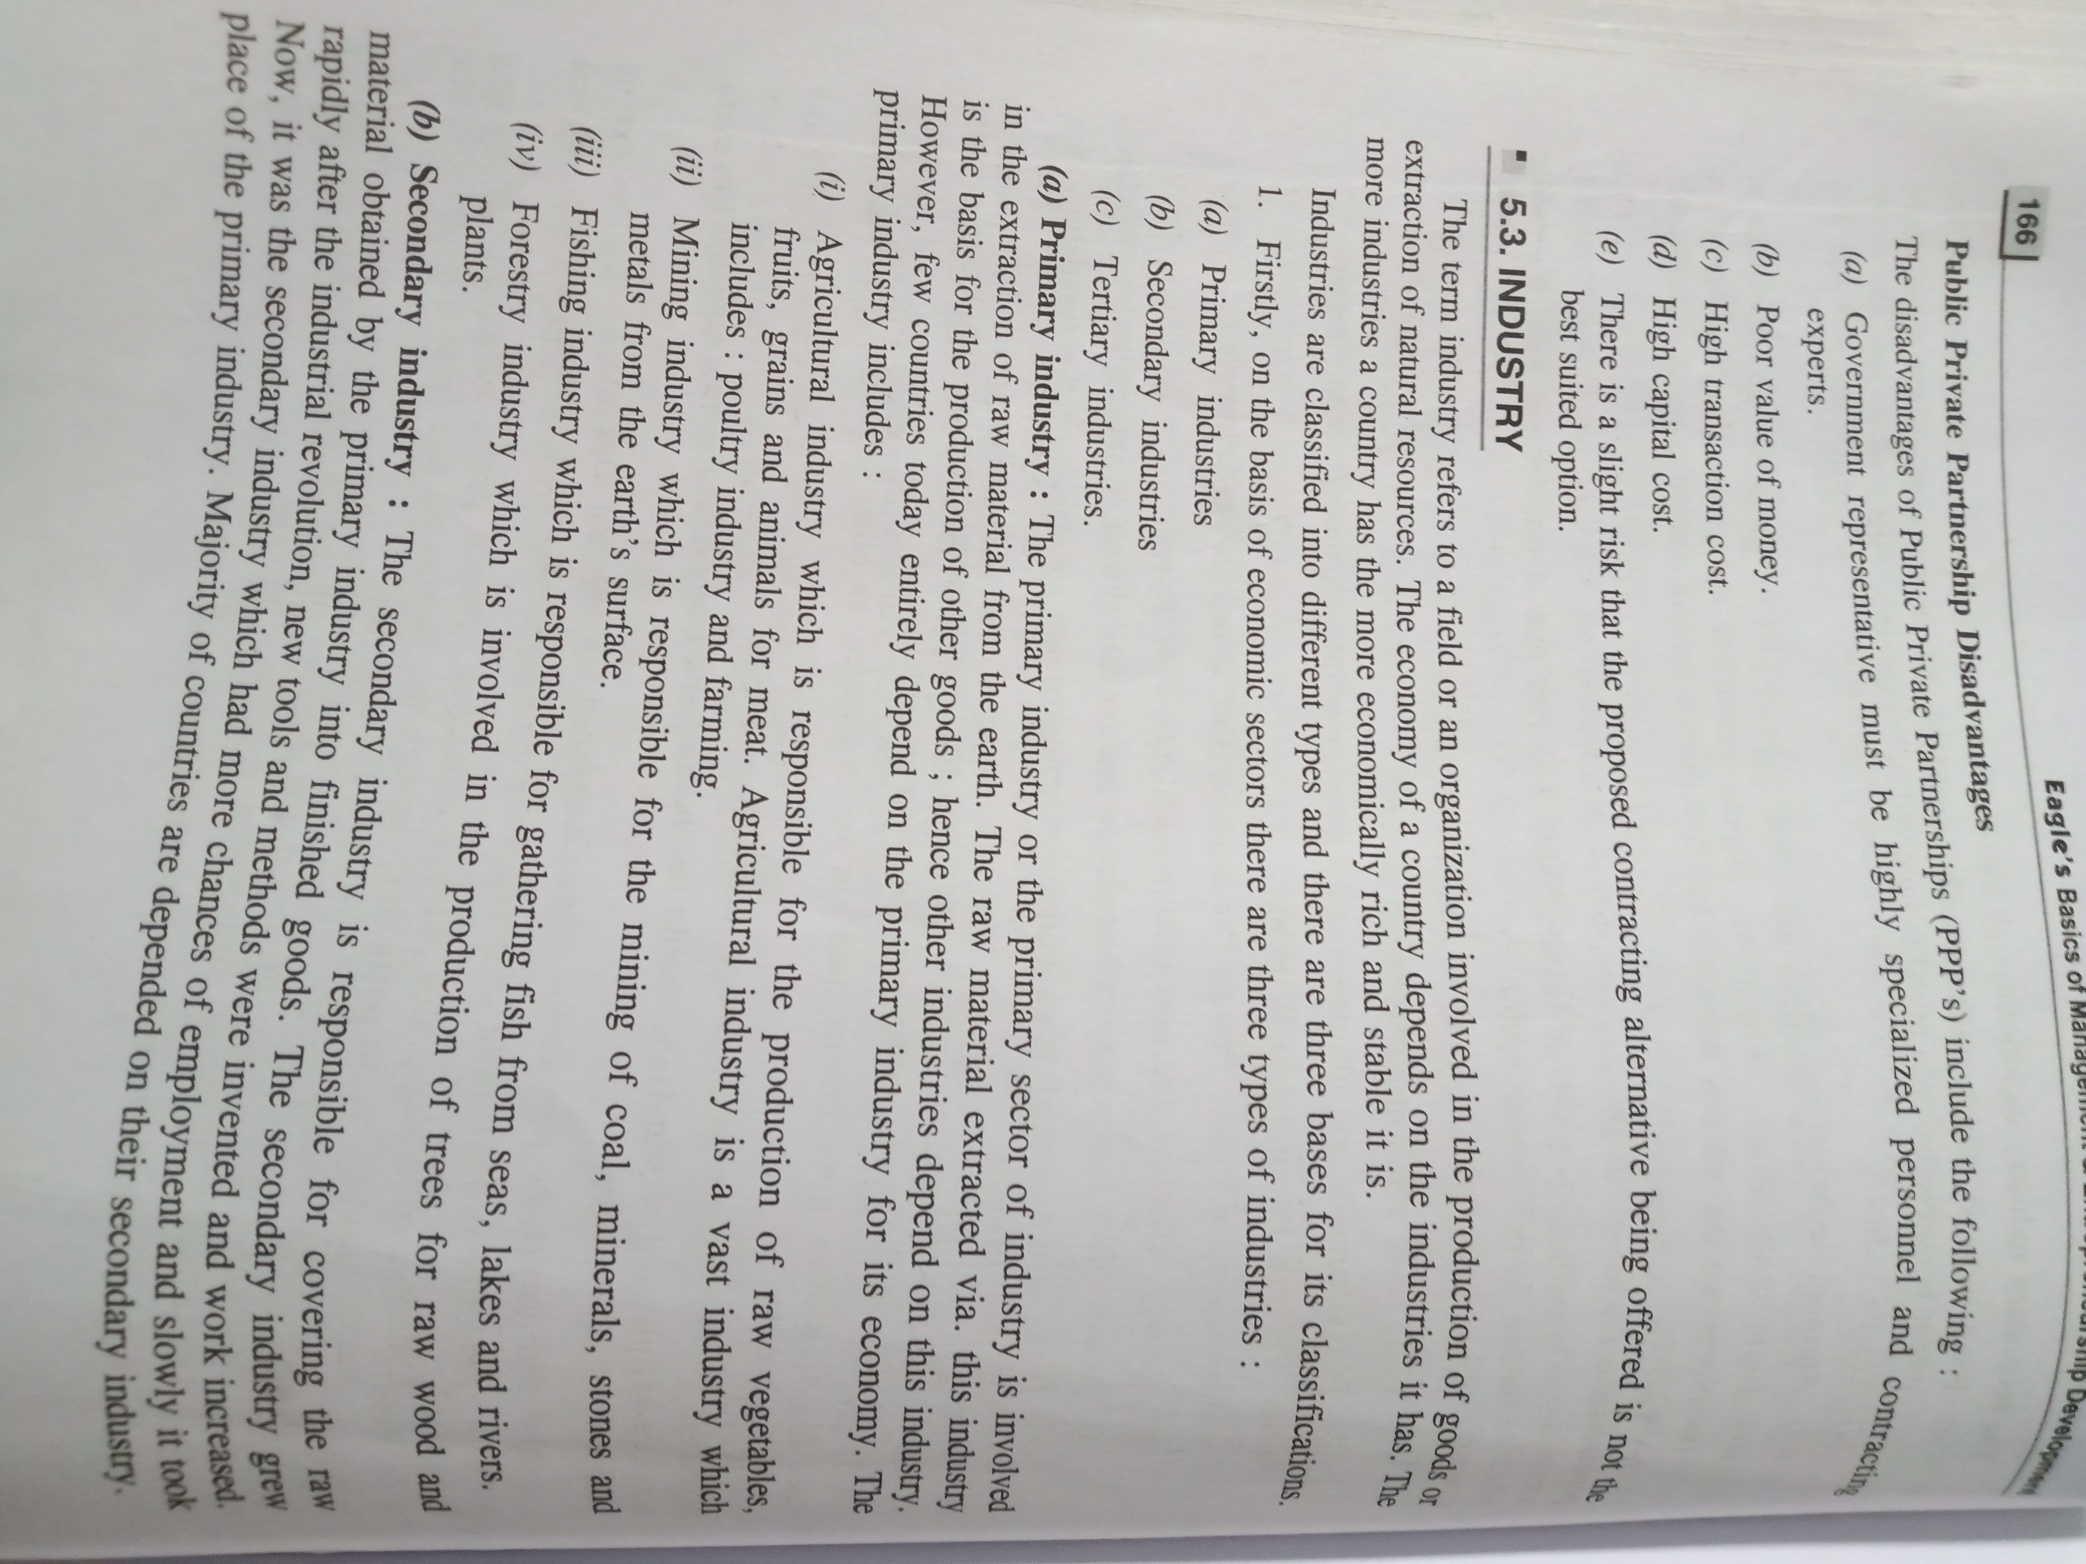 166
Eagle's Basics of Management & Entrepreneurship Development
Public Private Partnership Disadvantages
The disadvantages of Public Private Partnerships (PPP's) include the following :
(a) Government representative must be highly specialized personnel and contracting
experts.
(b) Poor value of money.
(c) High transaction cost.
(d) High capital cost.
(e) There is a slight risk that the proposed contracting alternative being offered is not the
best suited option.
▪ 5.3. INDUSTRY
The term industry refers to a field or an organization involved in the production of goods or
extraction of natural resources. The economy of a country depends on the industries it has. The
more industries a country has the more economically rich and stable it is.
Industries are classified into different types and there are three bases for its classifications.
1. Firstly, on the basis of economic sectors there are three types of industries :
(a) Primary industries
(b) Secondary industries
(c) Tertiary industries.
(a) Primary industry : The primary industry or the primary sector of industry is involved
in the extraction of raw material from the earth. The raw material extracted via. this industry
is the basis for the production of other goods ; hence other industries depend on this industry.
However, few countries today entirely depend on the primary industry for its economy. The
primary industry includes :
(i) Agricultural industry which is responsible for the production of raw vegetables,
fruits, grains and animals for meat. Agricultural industry is a vast industry which
includes : poultry industry and farming.
(ii) Mining industry which is responsible for the mining of coal, minerals, stones and
metals from the earth's surface.
(iii) Fishing industry which is responsible for gathering fish from seas, lakes and rivers.
(iv) Forestry industry which is involved in the production of trees for raw wood and
plants.
(b) Secondary industry : The secondary industry is responsible for covering the raw
material obtained by the primary industry into finished goods. The secondary industry grew
rapidly after the industrial revolution, new tools and methods were invented and work increased.
Now, it was the secondary industry which had more chances of employment and slowly it took
place of the primary industry. Majority of countries are depended on their secondary industry.